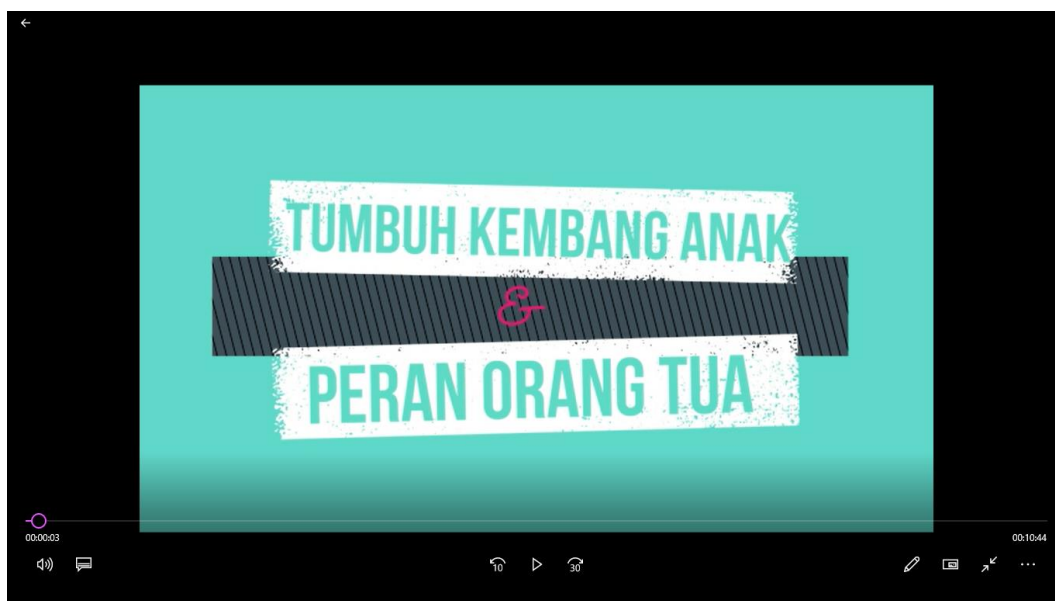 TUMBUH KEMBANG ANAK
&
PERAN ORANG TUA
00:00:03
00:10:44
10
30